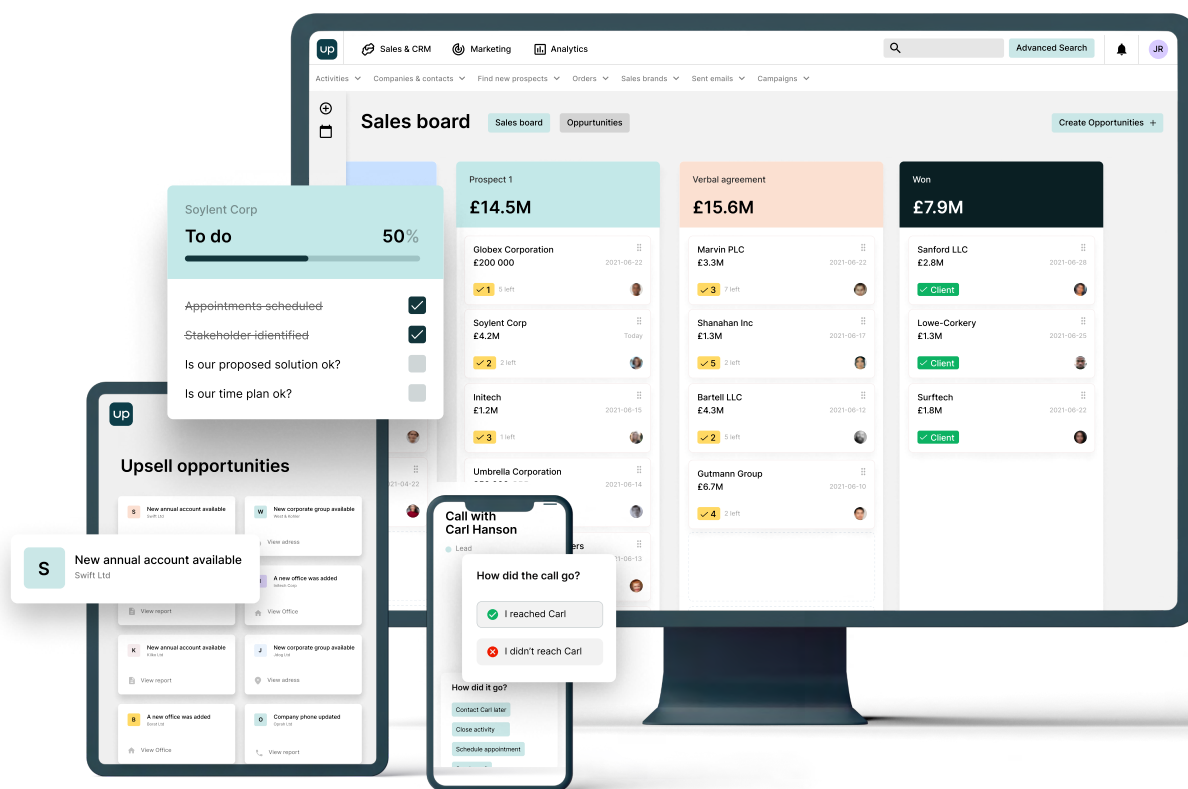 up
Sales & CRM
Marketing
Analytics
Advanced Search
JR
Activities
Companies & contacts
Find new prospects
Orders
Sales brands
Sent emails
Campaigns
Sales board
Sales board
Oppurtunities
Create Opportunities +
Soylent Corp
To do 50%
Appointments scheduled
Stakeholder idientified
Is our proposed solution ok?
Is our time plan ok?
Prospect 1
£14.5M
Globex Corporation
£200 000 2021-06-22
1 5 left
Soylent Corp
£4.2M Today
2 2 left
Initech
£1.2M 2021-06-15
3 1 left
Umbrella Corporation
2021-06-14
Verbal agreement
£15.6M
Marvin PLC
£3.3M 2021-06-22
3 7 left
Shanahan Inc
£1.3M 2021-06-17
5 2 left
Bartell LLC
£4.3M 2021-06-12
2 5 left
Gutmann Group
£6.7M 2021-06-10
4 2 left
Won
£7.9M
Sanford LLC
£2.8M 2021-06-28
Client
Lowe-Corkery
£1.3M 2021-06-25
Client
Surftech
£1.8M 2021-06-22
Client
up
Upsell opportunities
S New annual account available
Swift Ltd
W New corporate group available
View adress
S New annual account available
Swift Ltd
View report
A new office was added
View Office
K New annual account available
View report
J New corporate group available
View adress
B A new office was added
View Office
O Company phone updated
View report
Call with
Carl Hanson
Lead
How did the call go?
I reached Carl
I didn't reach Carl
How did it go?
Contact Carl later
Close activity
Schedule appointment